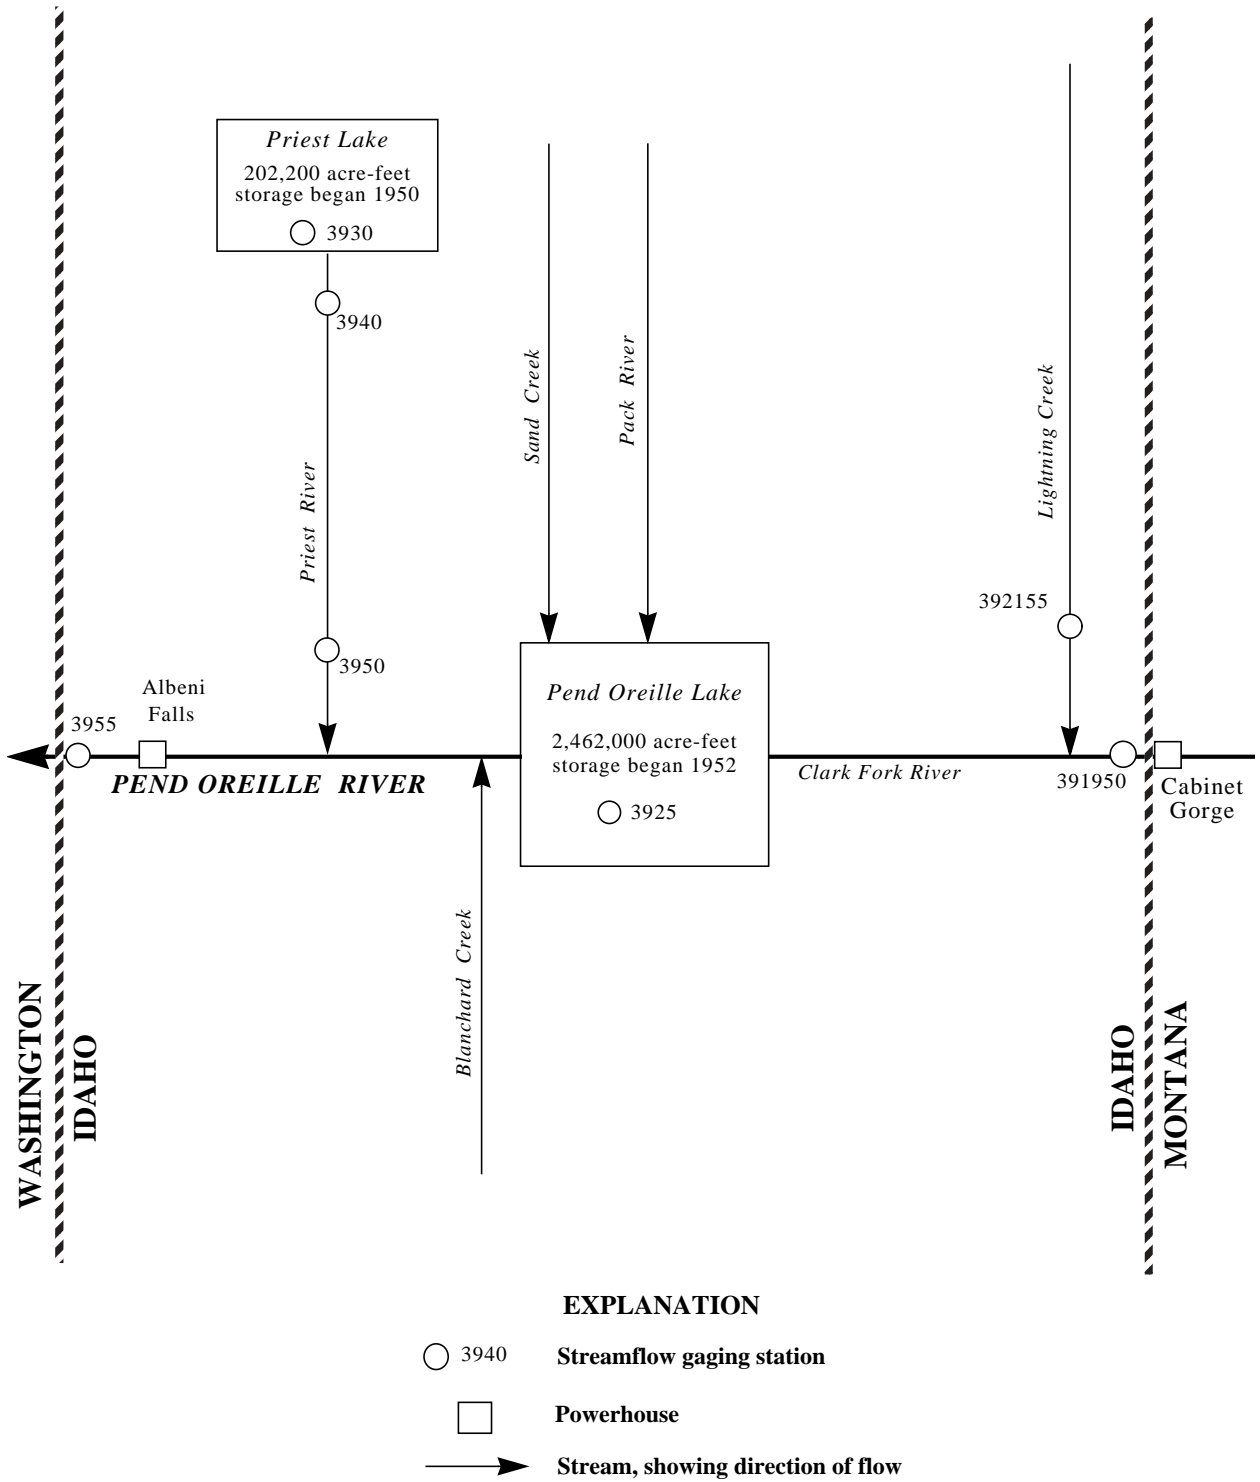 Priest Lake
202,200 acre-feet
storage began 1950
3930
3940
Sand Creek
Pack River
Lightning Creek
Priest River
392155
3950
Albeni
Falls
3955
Pend Oreille Lake
2,462,000 acre-feet
storage began 1952
3925
PEND OREILLE RIVER
Clark Fork River
391950
Cabinet
Gorge
Blanchard Creek
WASHINGTON
IDAHO
IDAHO
MONTANA
EXPLANATION
3940 Streamflow gaging station
Powerhouse
Stream, showing direction of flow